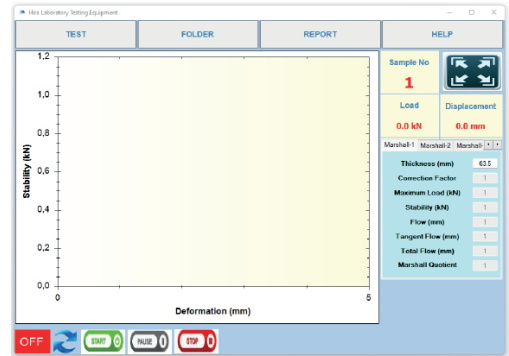 Hira Laboratory Testing Equipment
TEST FOLDER REPORT HELP
Sample No
1
Load Displacement
0.0 kN 0.0 mm
Marshall-1 Marshall-2 Marshall-
Thickness (mm) 63.5
Correction Factor 1
Maximum Load (kN) 1
Stability (kN) 1
Flow (mm) 1
Tangent Flow (mm) 1
Total Flow (mm) 1
Marshall Quotient 1
Stability (kN)
1,2
1,0
0,8
0,6
0,4
0,2
0,0
0 5
Deformation (mm)
OFF START PAUSE STOP